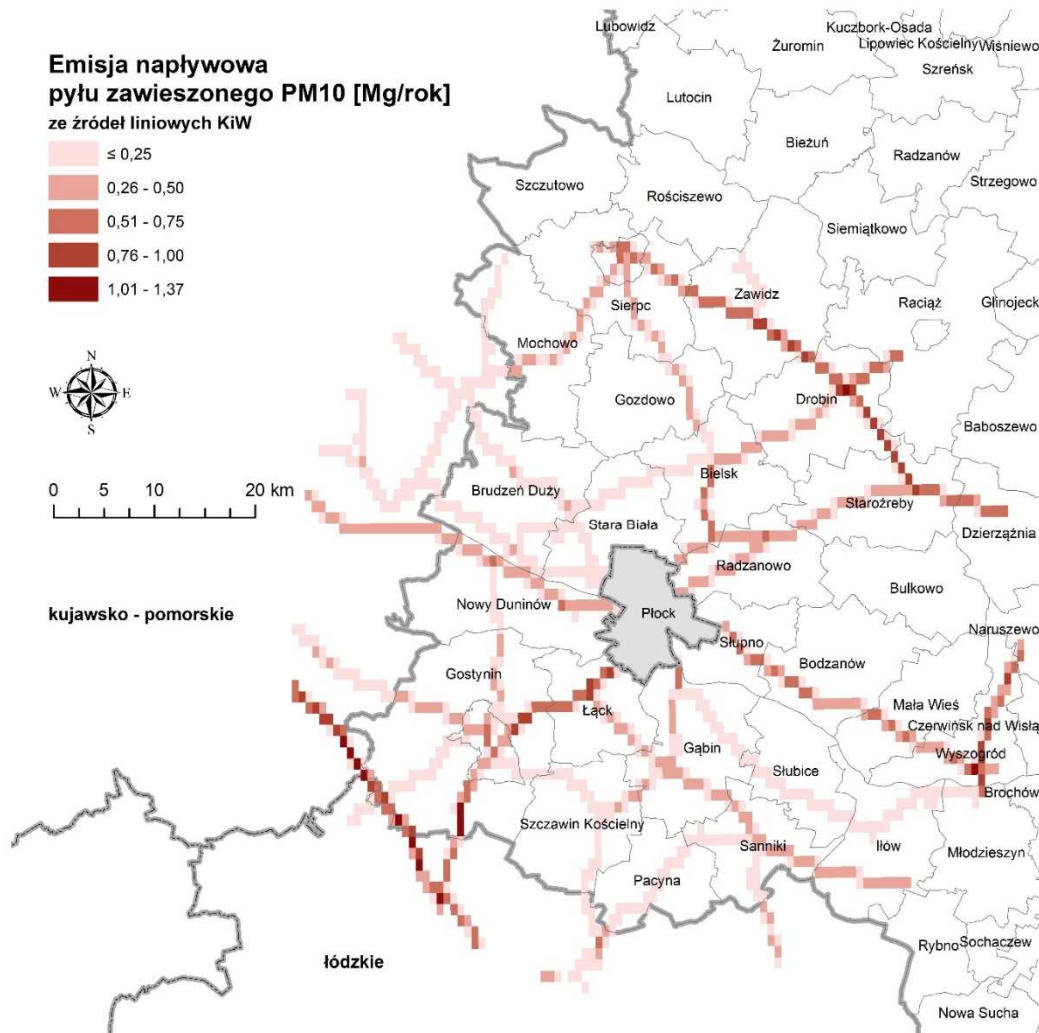 Emisja napływowa
pyłu zawieszonego PM10 [Mg/rok]
ze źródeł liniowych KiW
≤ 0,25
0,26 - 0,50
0,51 - 0,75
0,76 - 1,00
1,01 - 1,37
N
W E
S
0 5 10 20 km
Lubowidz
Kuczbork-Osada
Żuromin
Lipowiec Kościelny
Wiśniewo
Szreńsk
Lutocin
Bieżuń
Radzanów
Strzegowo
Szczutowo
Rościszewo
Siemiątkowo
Zawidz
Raciąż
Glinojeck
Sierpc
Mochowo
Gozdowo
Drobin
Baboszewo
Bielsk
Brudzeń Duży
Staroźreby
Stara Biała
Dzierzążnia
Radzanowo
Bulkowo
kujawsko - pomorskie
Nowy Duninów
Płock
Naruszewo
Słupno
Bodzanów
Gostynin
Mała Wieś
Łąck
Czerwińsk nad Wisłą
Gąbin
Wyszogród
Słubice
Brochów
Szczawin Kościelny
Sanniki
Iłów
Młodzieszyn
Pacyna
łódzkie
Rybno
Sochaczew
Nowa Sucha